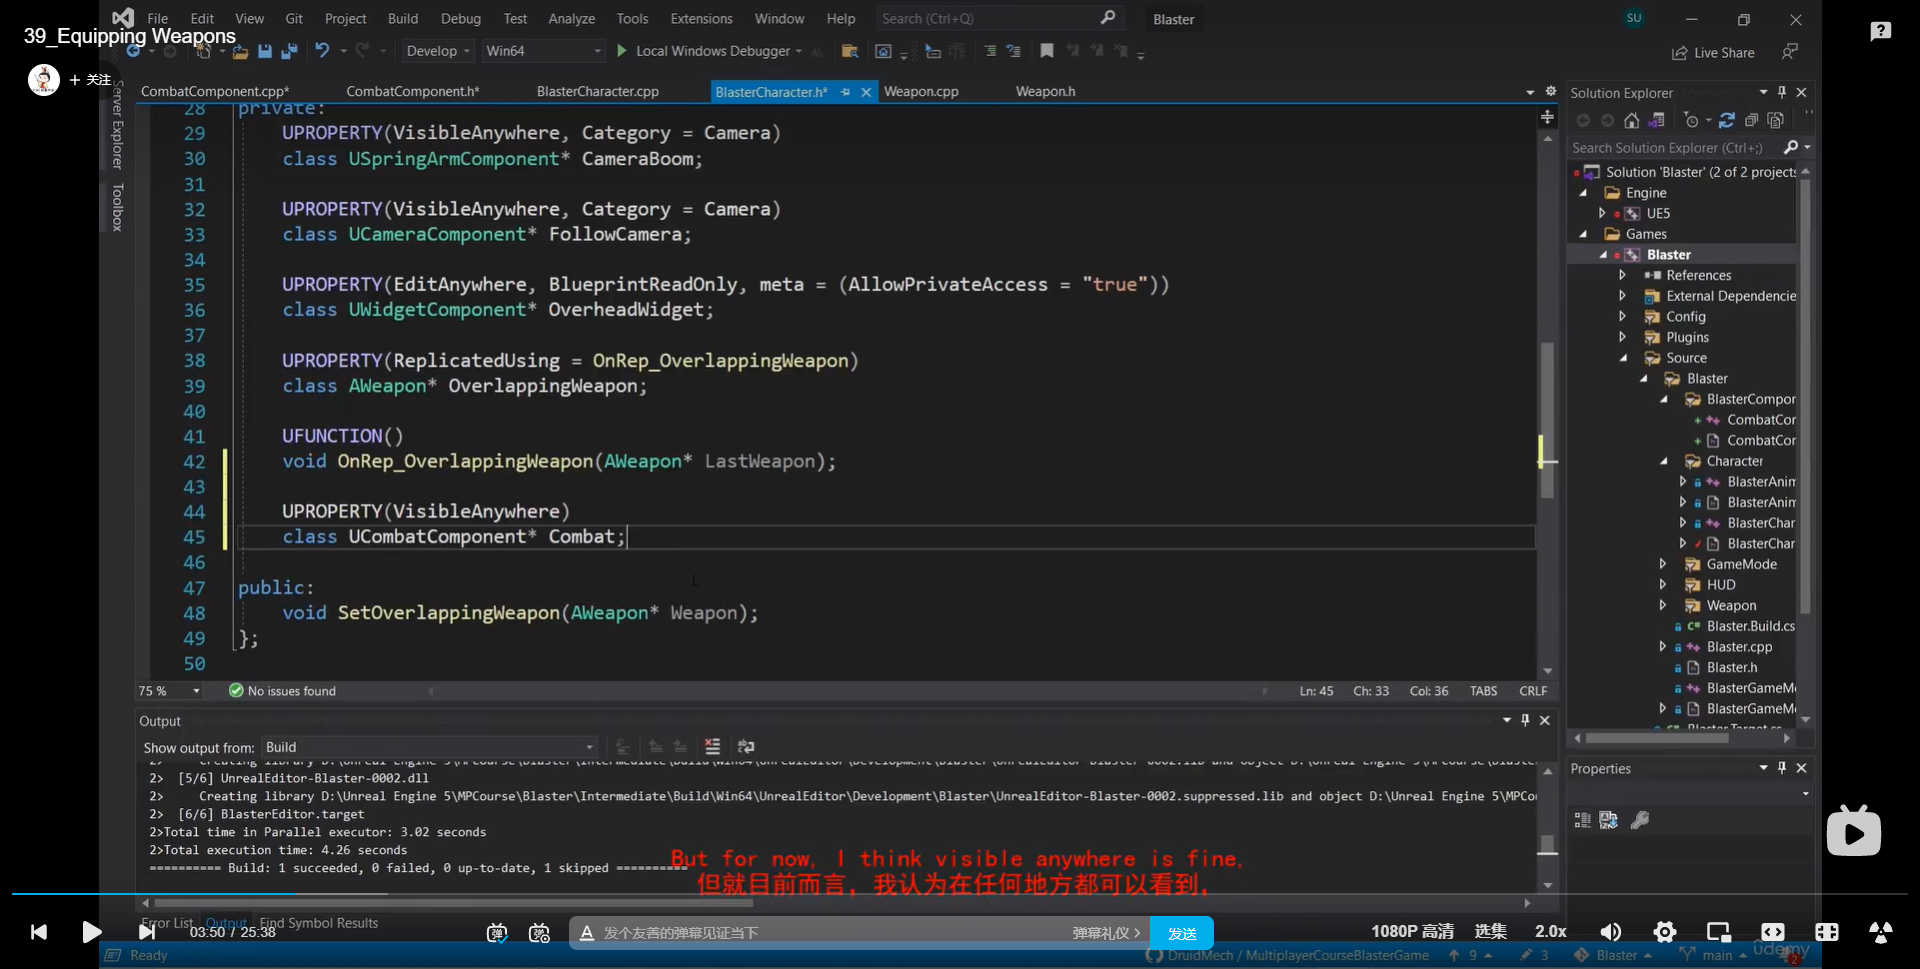 File Edit View Git Project Build Debug Test Analyze Tools Extensions Window Help Search (Ctrl+Q) Blaster SU
39_Equipping Weapons
Develop Win64 Local Windows Debugger Live Share
+ 关注
CombatComponent.cpp* CombatComponent.h* BlasterCharacter.cpp BlasterCharacter.h* Weapon.cpp Weapon.h
Server Explorer
Toolbox
28 private:
29 UPROPERTY(VisibleAnywhere, Category = Camera)
30 class USpringArmComponent* CameraBoom;
31
32 UPROPERTY(VisibleAnywhere, Category = Camera)
33 class UCameraComponent* FollowCamera;
34
35 UPROPERTY(EditAnywhere, BlueprintReadOnly, meta = (AllowPrivateAccess = "true"))
36 class UWidgetComponent* OverheadWidget;
37
38 UPROPERTY(ReplicatedUsing = OnRep_OverlappingWeapon)
39 class AWeapon* OverlappingWeapon;
40
41 UFUNCTION()
42 void OnRep_OverlappingWeapon(AWeapon* LastWeapon);
43
44 UPROPERTY(VisibleAnywhere)
45 class UCombatComponent* Combat;
46
47 public:
48 void SetOverlappingWeapon(AWeapon* Weapon);
49 };
50
75 % No issues found Ln: 45 Ch: 33 Col: 36 TABS CRLF
Solution Explorer
Search Solution Explorer (Ctrl+;)
Solution 'Blaster' (2 of 2 projects
Engine
UE5
Games
Blaster
References
External Dependencie
Config
Plugins
Source
Blaster
BlasterCompor
CombatCor
CombatCor
Character
BlasterAnim
BlasterAnim
BlasterChar
BlasterChar
GameMode
HUD
Weapon
Blaster.Build.cs
Blaster.cpp
Blaster.h
BlasterGameMo
BlasterGameMo
Properties
Output
Show output from: Build
2> [5/6] UnrealEditor-Blaster-0002.dll
2> Creating library D:\Unreal Engine 5\MPCourse\Blaster\Intermediate\Build\Win64\UnrealEditor\Development\Blaster\UnrealEditor-Blaster-0002.suppressed.lib and object D:\Unreal Engine 5\MPCou
2> [6/6] BlasterEditor.target
2>Total time in Parallel executor: 3.02 seconds
2>Total execution time: 4.26 seconds
========== Build: 1 succeeded, 0 failed, 0 up-to-date, 1 skipped ==========
But for now, I think visible anywhere is fine,
但就目前而言，我认为在任何地方都可以看到，
Error List Output Find Symbol Results
03:50 / 25:38 弹 弹 A 发个友善的弹幕见证当下 弹幕礼仪 > 发送 1080P 高清 选集 2.0x
Ready DruidMech / MultiplayerCourseBlasterGame 9 3 Blaster main 2
udemy